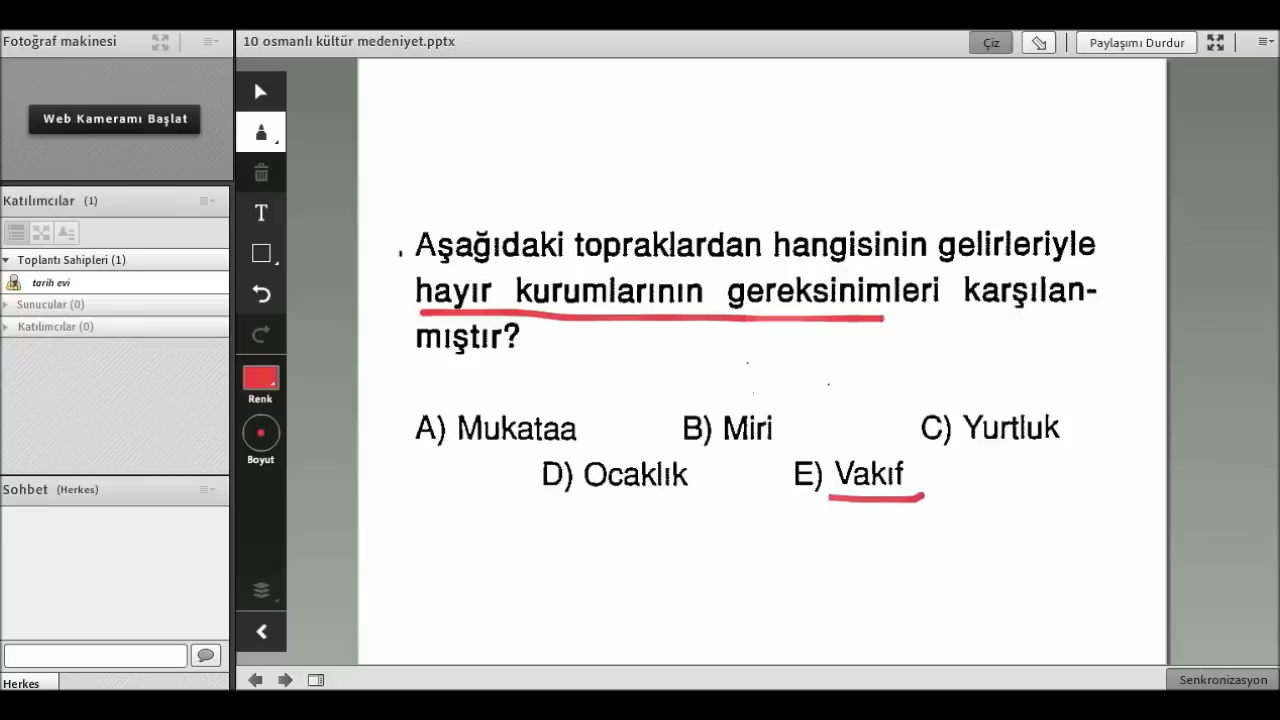 Fotoğraf makinesi
10 osmanlı kültür medeniyet.pptx
Çiz
Paylaşımı Durdur
Web Kameramı Başlat
Katılımcılar (1)
Toplantı Sahipleri (1)
tarih evi
Sunucular (0)
Katılımcılar (0)
T
Renk
Boyut
Aşağıdaki topraklardan hangisinin gelirleriyle
hayır kurumlarının gereksinimleri karşılan-
mıştır?
A) Mukataa B) Miri C) Yurtluk
D) Ocaklık E) Vakıf
Sohbet (Herkes)
Herkes
Senkronizasyon